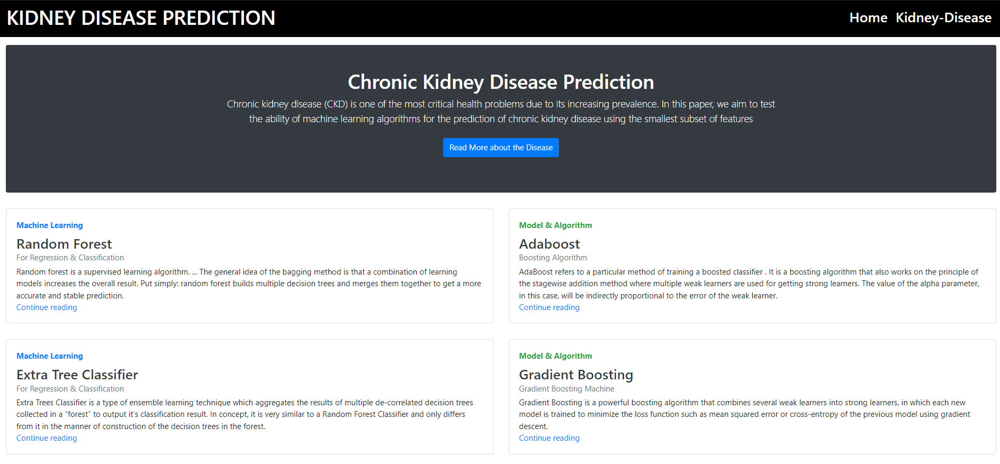 KIDNEY DISEASE PREDICTION
Home Kidney-Disease
Chronic Kidney Disease Prediction
Chronic kidney disease (CKD) is one of the most critical health problems due to its increasing prevalence. In this paper, we aim to test
the ability of machine learning algorithms for the prediction of chronic kidney disease using the smallest subset of features
Read More about the Disease
Machine Learning
Random Forest
For Regression & Classification
Random forest is a supervised learning algorithm. ... The general idea of the bagging method is that a combination of learning
models increases the overall result. Put simply: random forest builds multiple decision trees and merges them together to get a more
accurate and stable prediction.
Continue reading
Model & Algorithm
Adaboost
Boosting Algorithm
AdaBoost refers to a particular method of training a boosted classifier . It is a boosting algorithm that also works on the principle of
the stagewise addition method where multiple weak learners are used for getting strong learners. The value of the alpha parameter,
in this case, will be indirectly proportional to the error of the weak learner.
Continue reading
Machine Learning
Extra Tree Classifier
For Regression & Classification
Extra Trees Classifier is a type of ensemble learning technique which aggregates the results of multiple de-correlated decision trees
collected in a “forest” to output it’s classification result. In concept, it is very similar to a Random Forest Classifier and only differs
from it in the manner of construction of the decision trees in the forest.
Continue reading
Model & Algorithm
Gradient Boosting
Gradient Boosting Machine
Gradient Boosting is a powerful boosting algorithm that combines several weak learners into strong learners, in which each new
model is trained to minimize the loss function such as mean squared error or cross-entropy of the previous model using gradient
descent.
Continue reading